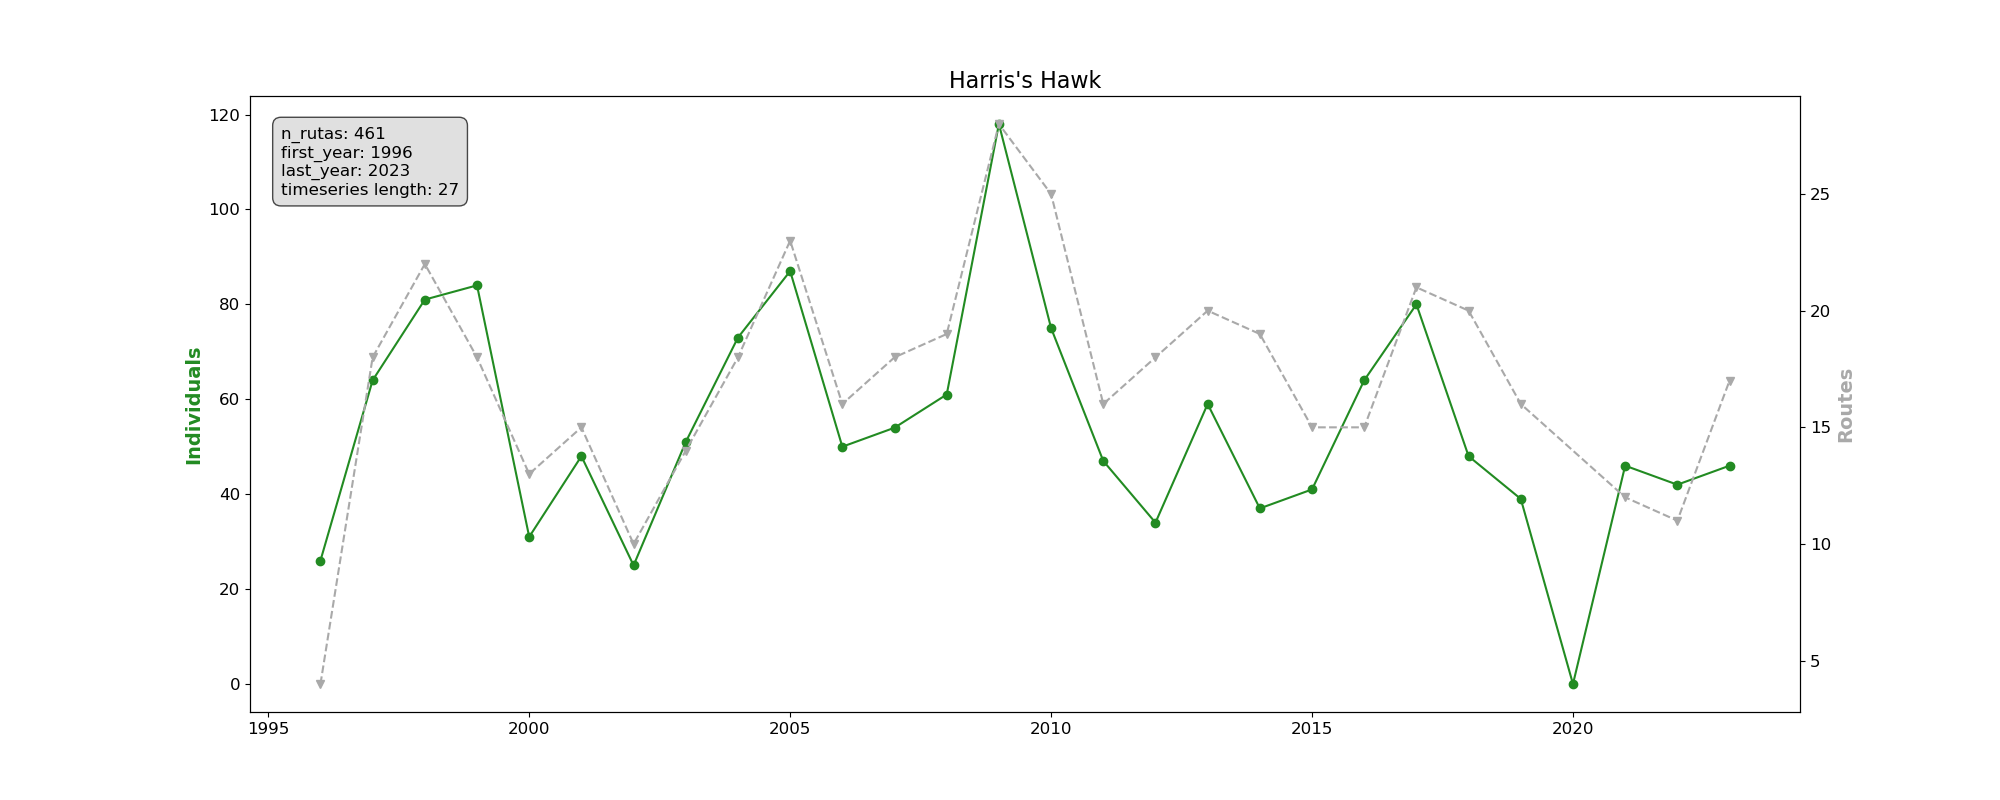 Harris's Hawk
n_rutas: 461
first_year: 1996
last_year: 2023
timeseries length: 27
Individuals
120
100
80
60
40
20
0
25
20
15
10
5
Routes
1995
2000
2005
2010
2015
2020